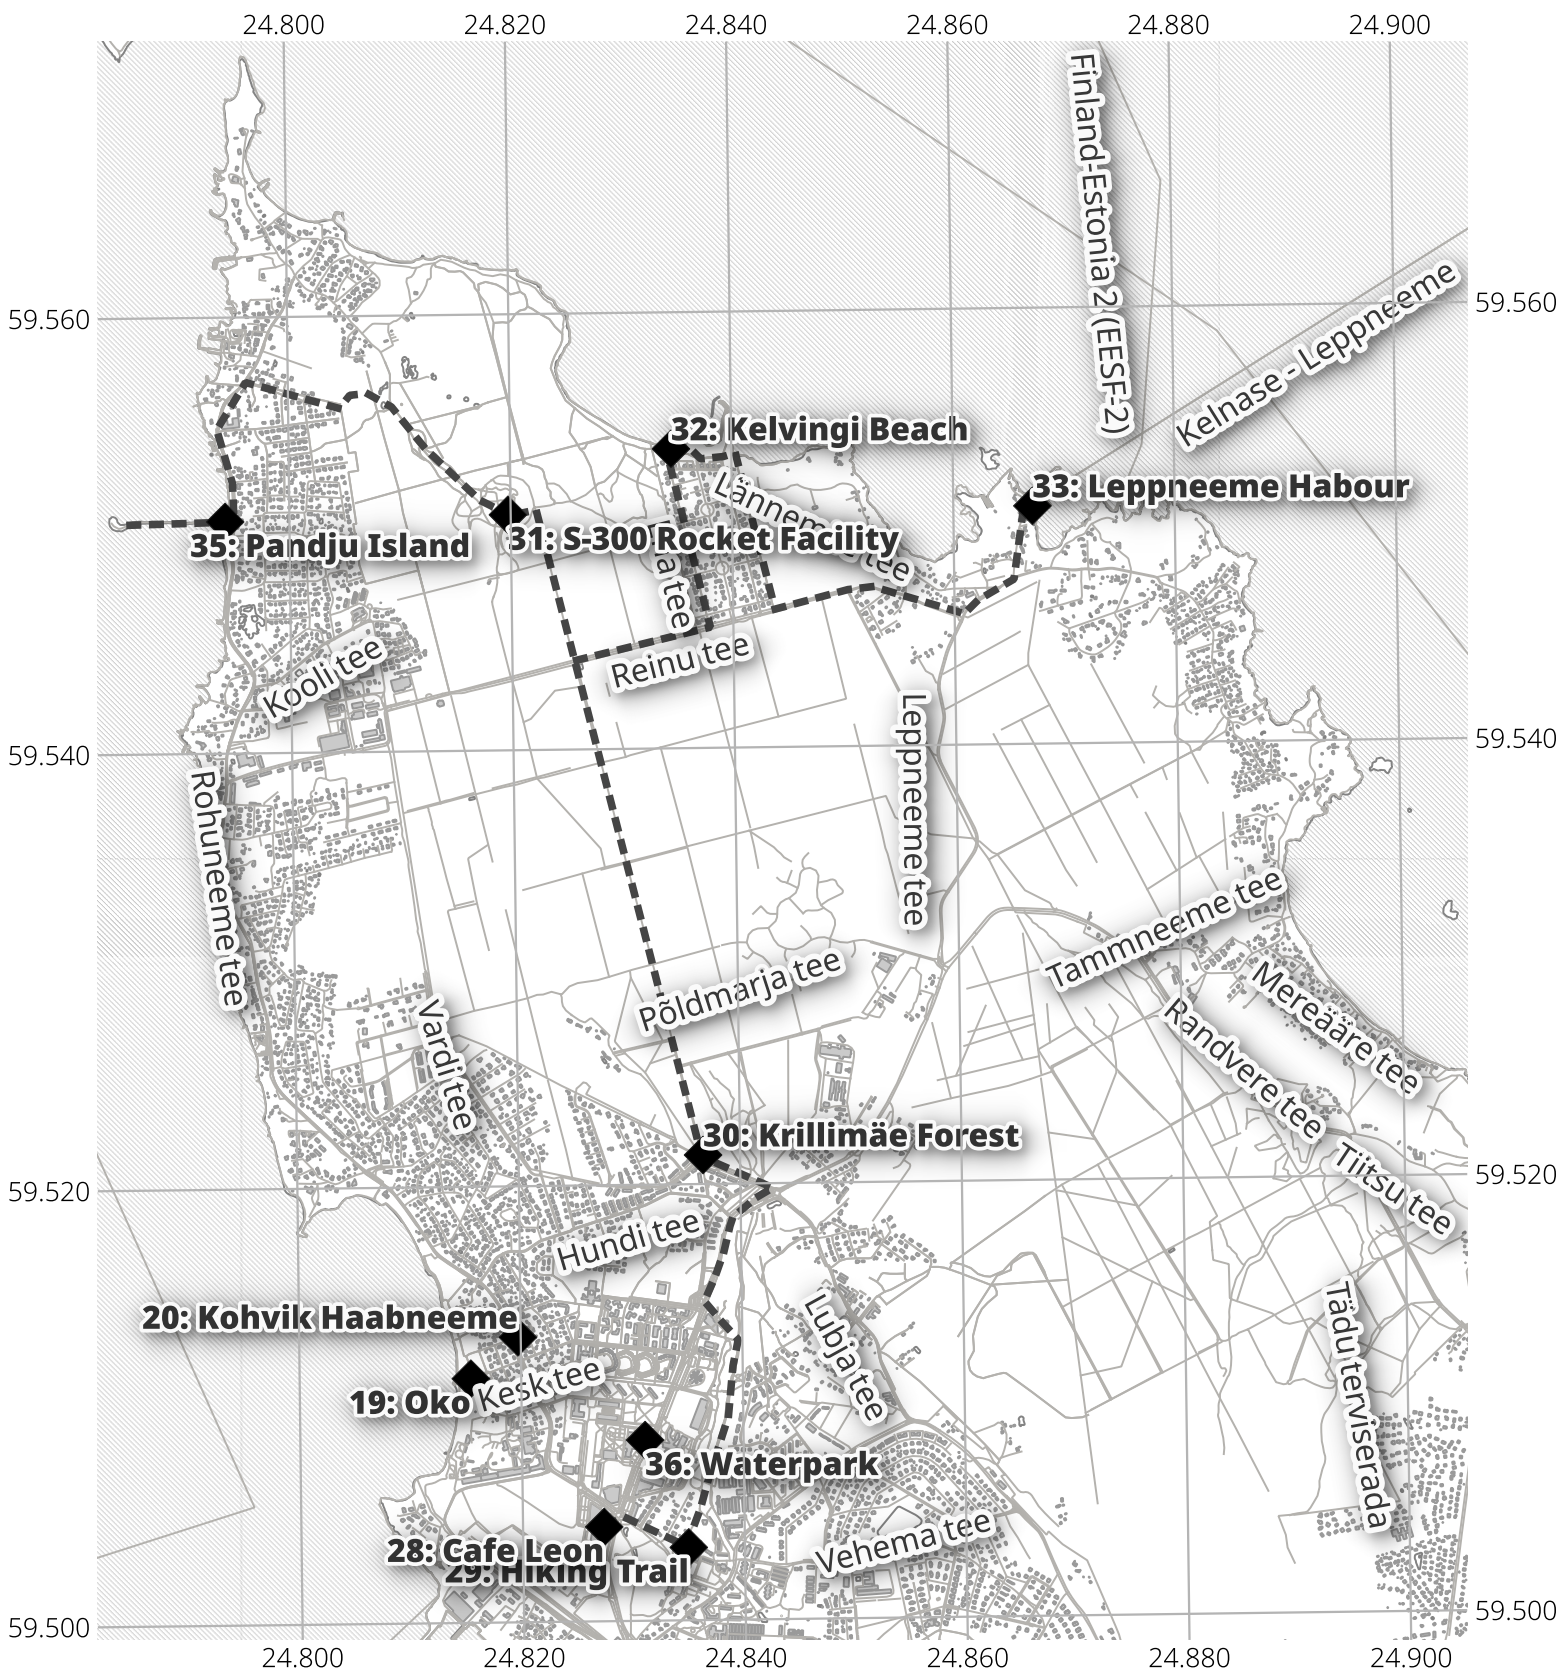 24.800 24.820 24.840 24.860 24.880 24.900
Finland-Estonia 2 (EESF-2)
Kelnase - Leppneeme
59.560 59.560
32: Kelvingi Beach
33: Leppneeme Habour
Lännemäe tee
35: Pandju Island
31: S-300 Rocket Facility
tee
Reinu tee
Kooli tee
Leppneeme tee
59.540 59.540
Rohuneeme tee
Tammneeme tee
Põldmarja tee
Mereääre tee
Randvere tee
Vardi tee
30: Krillimäe Forest
Tiitsu tee
59.520 59.520
Hundi tee
Lubja tee
Tädu terviserada
20: Kohvik Haabneeme
19: Oko
Kesk tee
36: Waterpark
Vehema tee
28: Cafe Leon
29: Hiking Trail
59.500 59.500
24.800 24.820 24.840 24.860 24.880 24.900